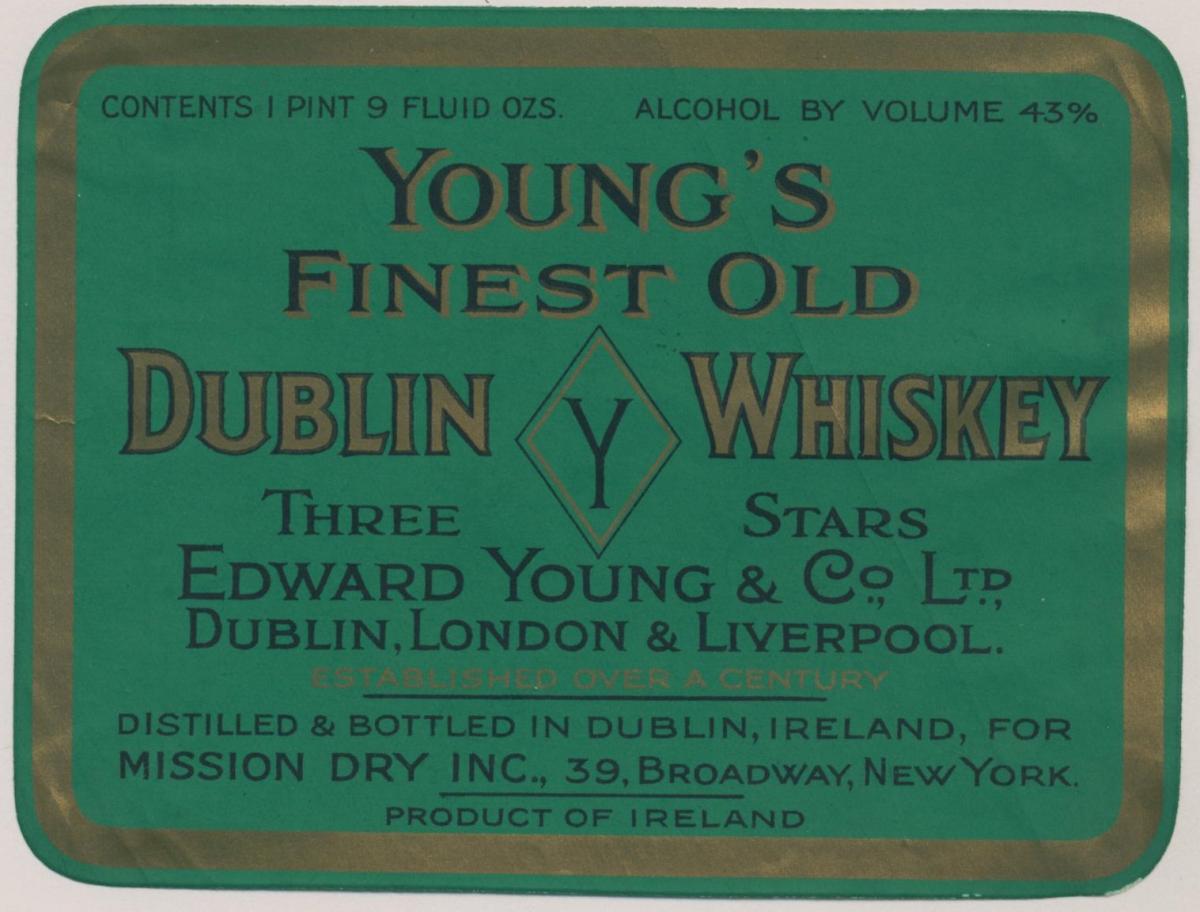 CONTENTS 1 PINT 9 FLUID OZS. ALCOHOL BY VOLUME 43%
YOUNG'S
FINEST OLD
DUBLIN Y WHISKEY
THREE STARS
EDWARD YOUNG & Co., LTD.,
DUBLIN, LONDON & LIVERPOOL.
ESTABLISHED OVER A CENTURY
DISTILLED & BOTTLED IN DUBLIN, IRELAND, FOR
MISSION DRY INC., 39, BROADWAY, NEW YORK.
PRODUCT OF IRELAND